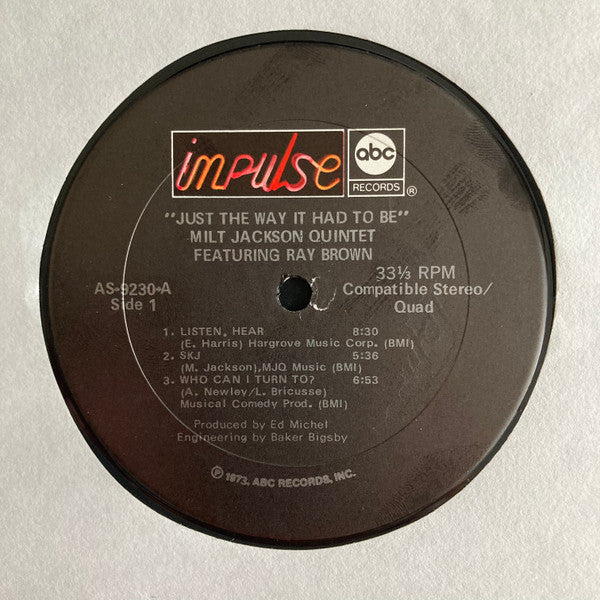 impulse
abc
RECORDS ®
"JUST THE WAY IT HAD TO BE"
MILT JACKSON QUINTET
FEATURING RAY BROWN
AS-9230-A
Side 1
33⅓ RPM
Compatible Stereo/
Quad
1. LISTEN, HEAR 8:30
(E. Harris) Hargrove Music Corp. (BMI)
2. SKJ 5:36
(M. Jackson),MJQ Music (BMI)
3. WHO CAN I TURN TO? 6:53
(A. Newley/L. Bricusse)
Musical Comedy Prod. (BMI)
Produced by Ed Michel
Engineering by Baker Bigsby
℗ 1973, ABC RECORDS, INC.